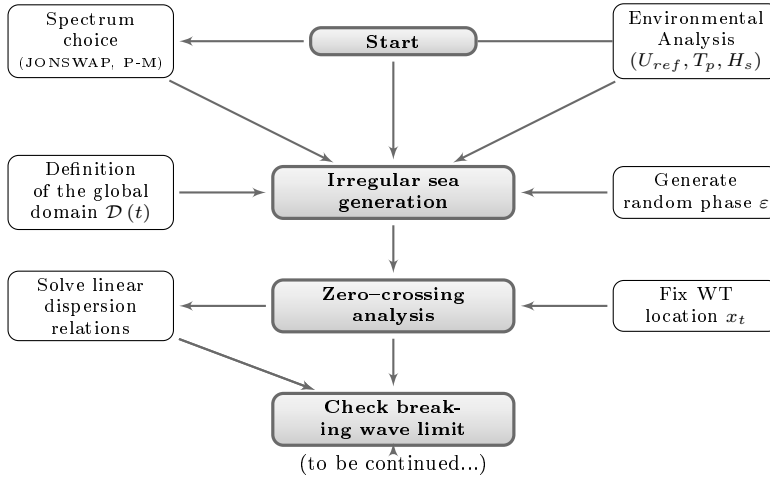 Spectrum
choice
(JONSWAP, P-M)
Start
Environmental
Analysis
(U_ref, T_p, H_s)
Definition
of the global
domain 𝒟 (t)
Irregular sea
generation
Generate
random phase ε
Solve linear
dispersion
relations
Zero–crossing
analysis
Fix WT
location x_t
Check break-
ing wave limit
(to be continued...)